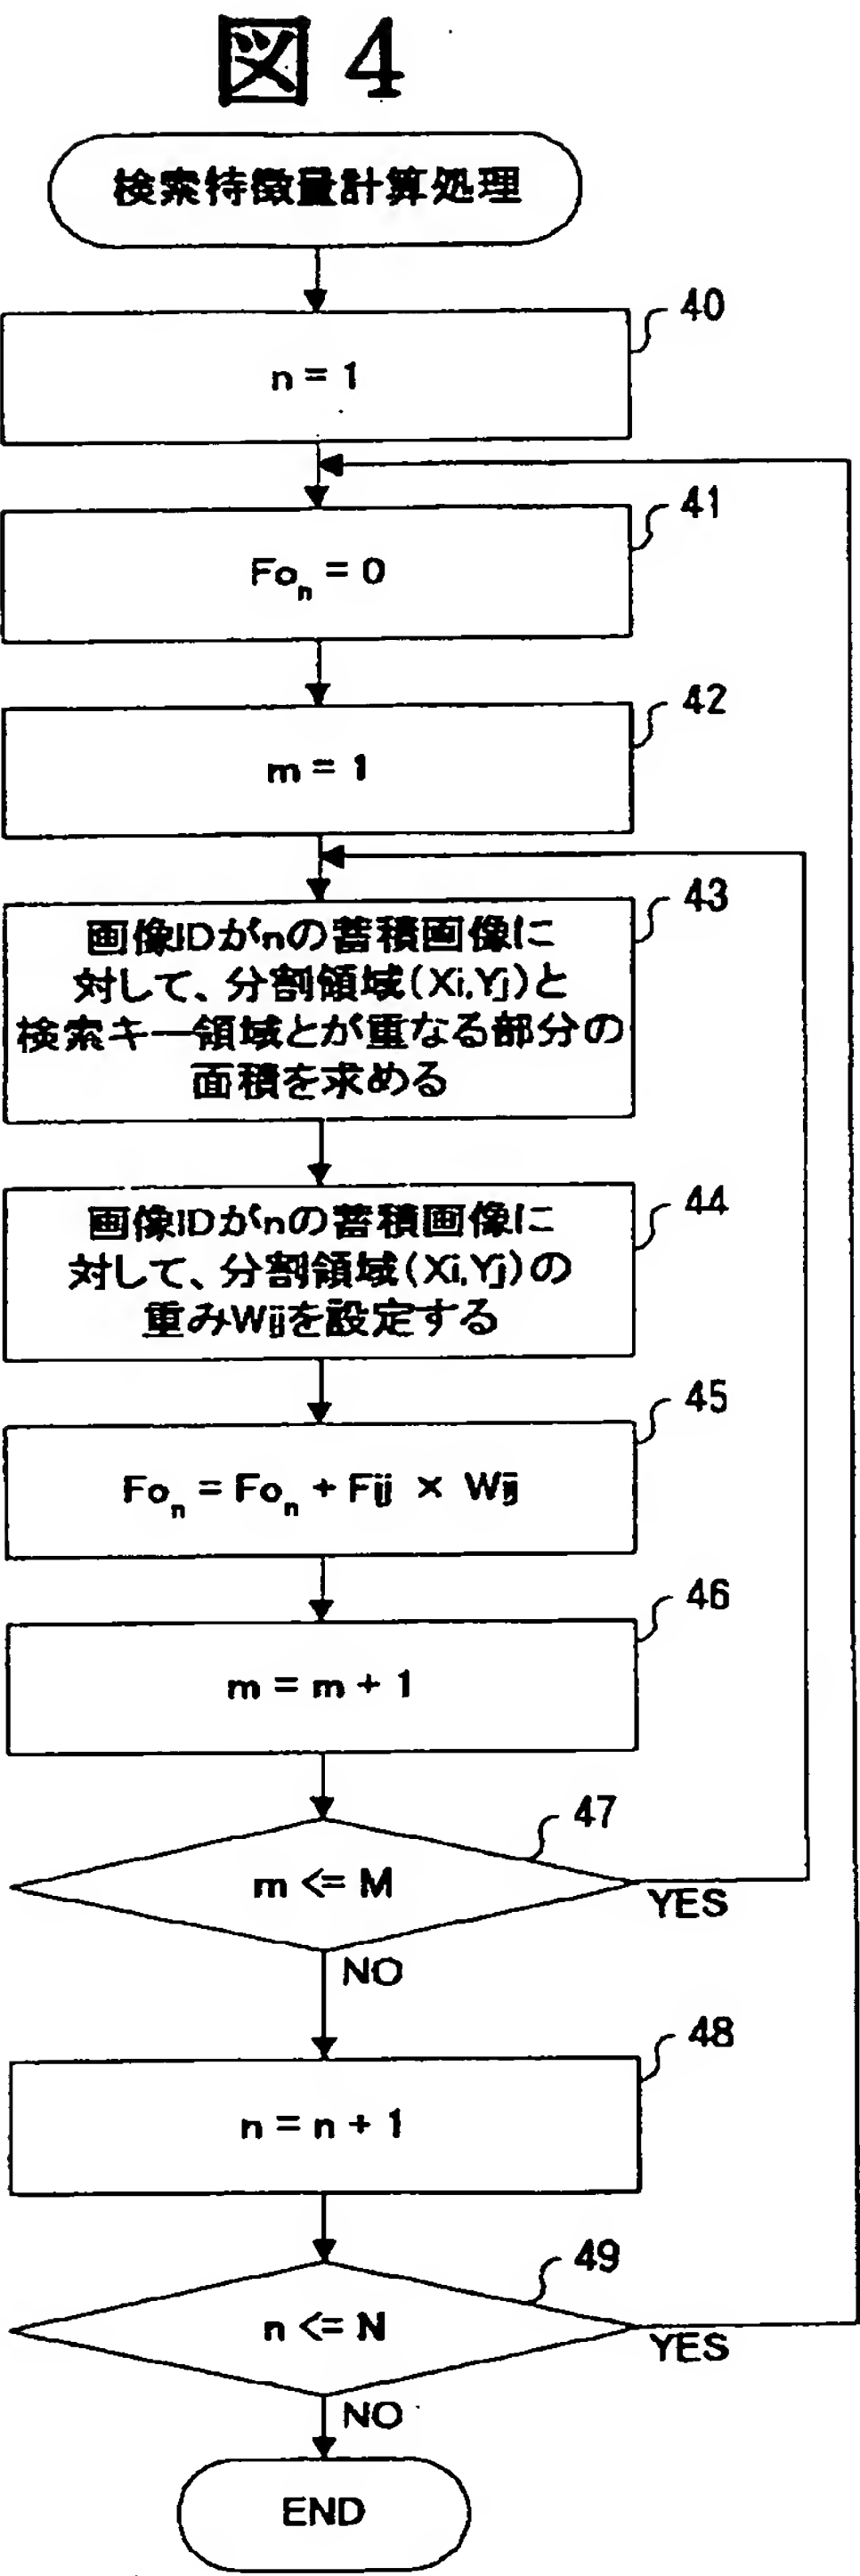 図 4
検索特徴量計算処理
40
n = 1
41
Fon = 0
42
m = 1
43
画像IDがnの蓄積画像に
対して、分割領域(Xi,Yj)と
検索キー領域とが重なる部分の
面積を求める
44
画像IDがnの蓄積画像に
対して、分割領域(Xi,Yj)の
重みWijを設定する
45
Fon = Fon + Fij × Wij
46
m = m + 1
47
m <= M
YES
NO
48
n = n + 1
49
n <= N
YES
NO
END